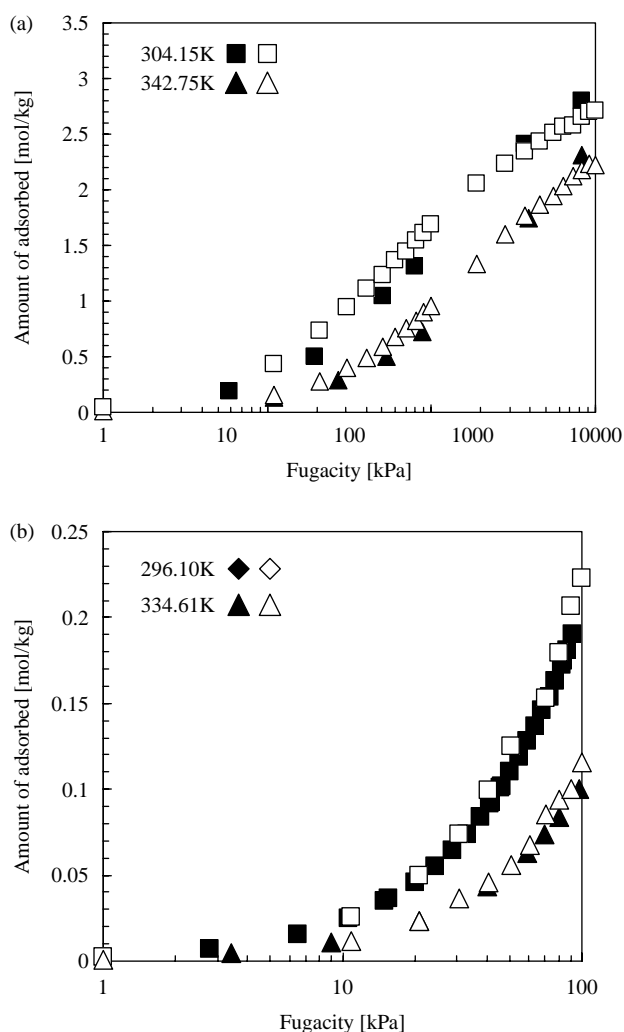 (a)
3.5
3
2.5
2
1.5
1
0.5
0
304.15K
342.75K
Amount of adsorbed [mol/kg]
1 10 100 1000 10000
Fugacity [kPa]
(b)
0.25
0.2
0.15
0.1
0.05
0
296.10K
334.61K
Amount of adsorbed [mol/kg]
1 10 100
Fugacity [kPa]